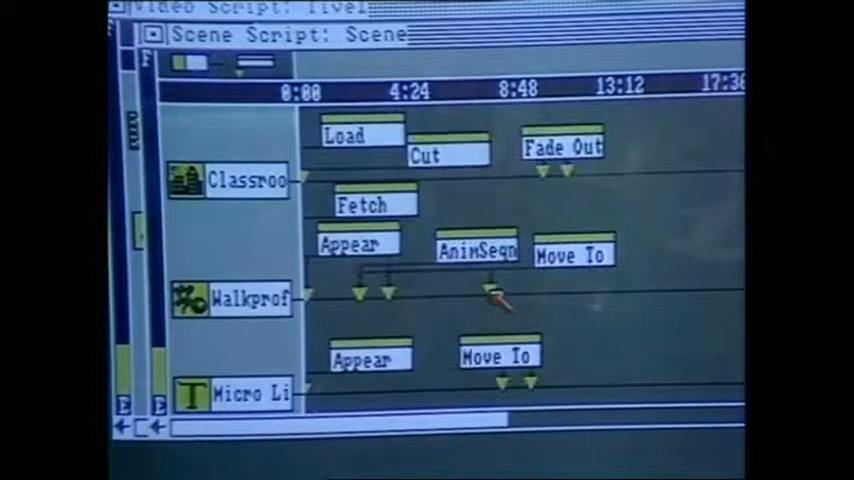 Video Script: live1
Scene Script: Scene
0:00 4:24 8:48 13:12 17:36
Load
Cut
Fade Out
Classroo
Fetch
Appear
AnimSeqn
Move To
Walkprof
Appear
Move To
T Micro Li